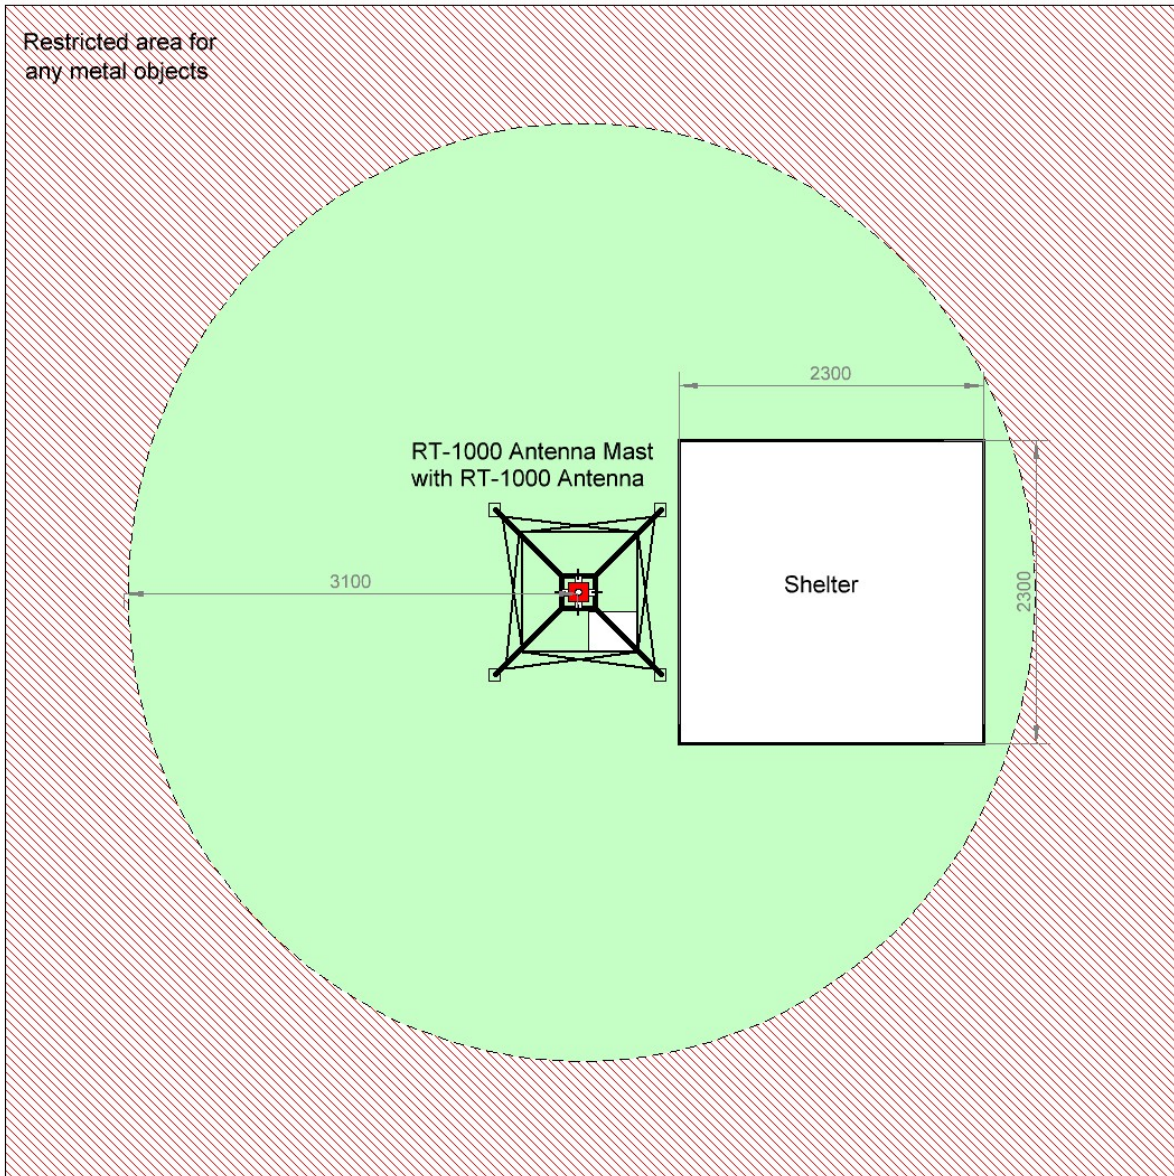 Restricted area for
any metal objects
2300
RT-1000 Antenna Mast
with RT-1000 Antenna
3100
Shelter
2300